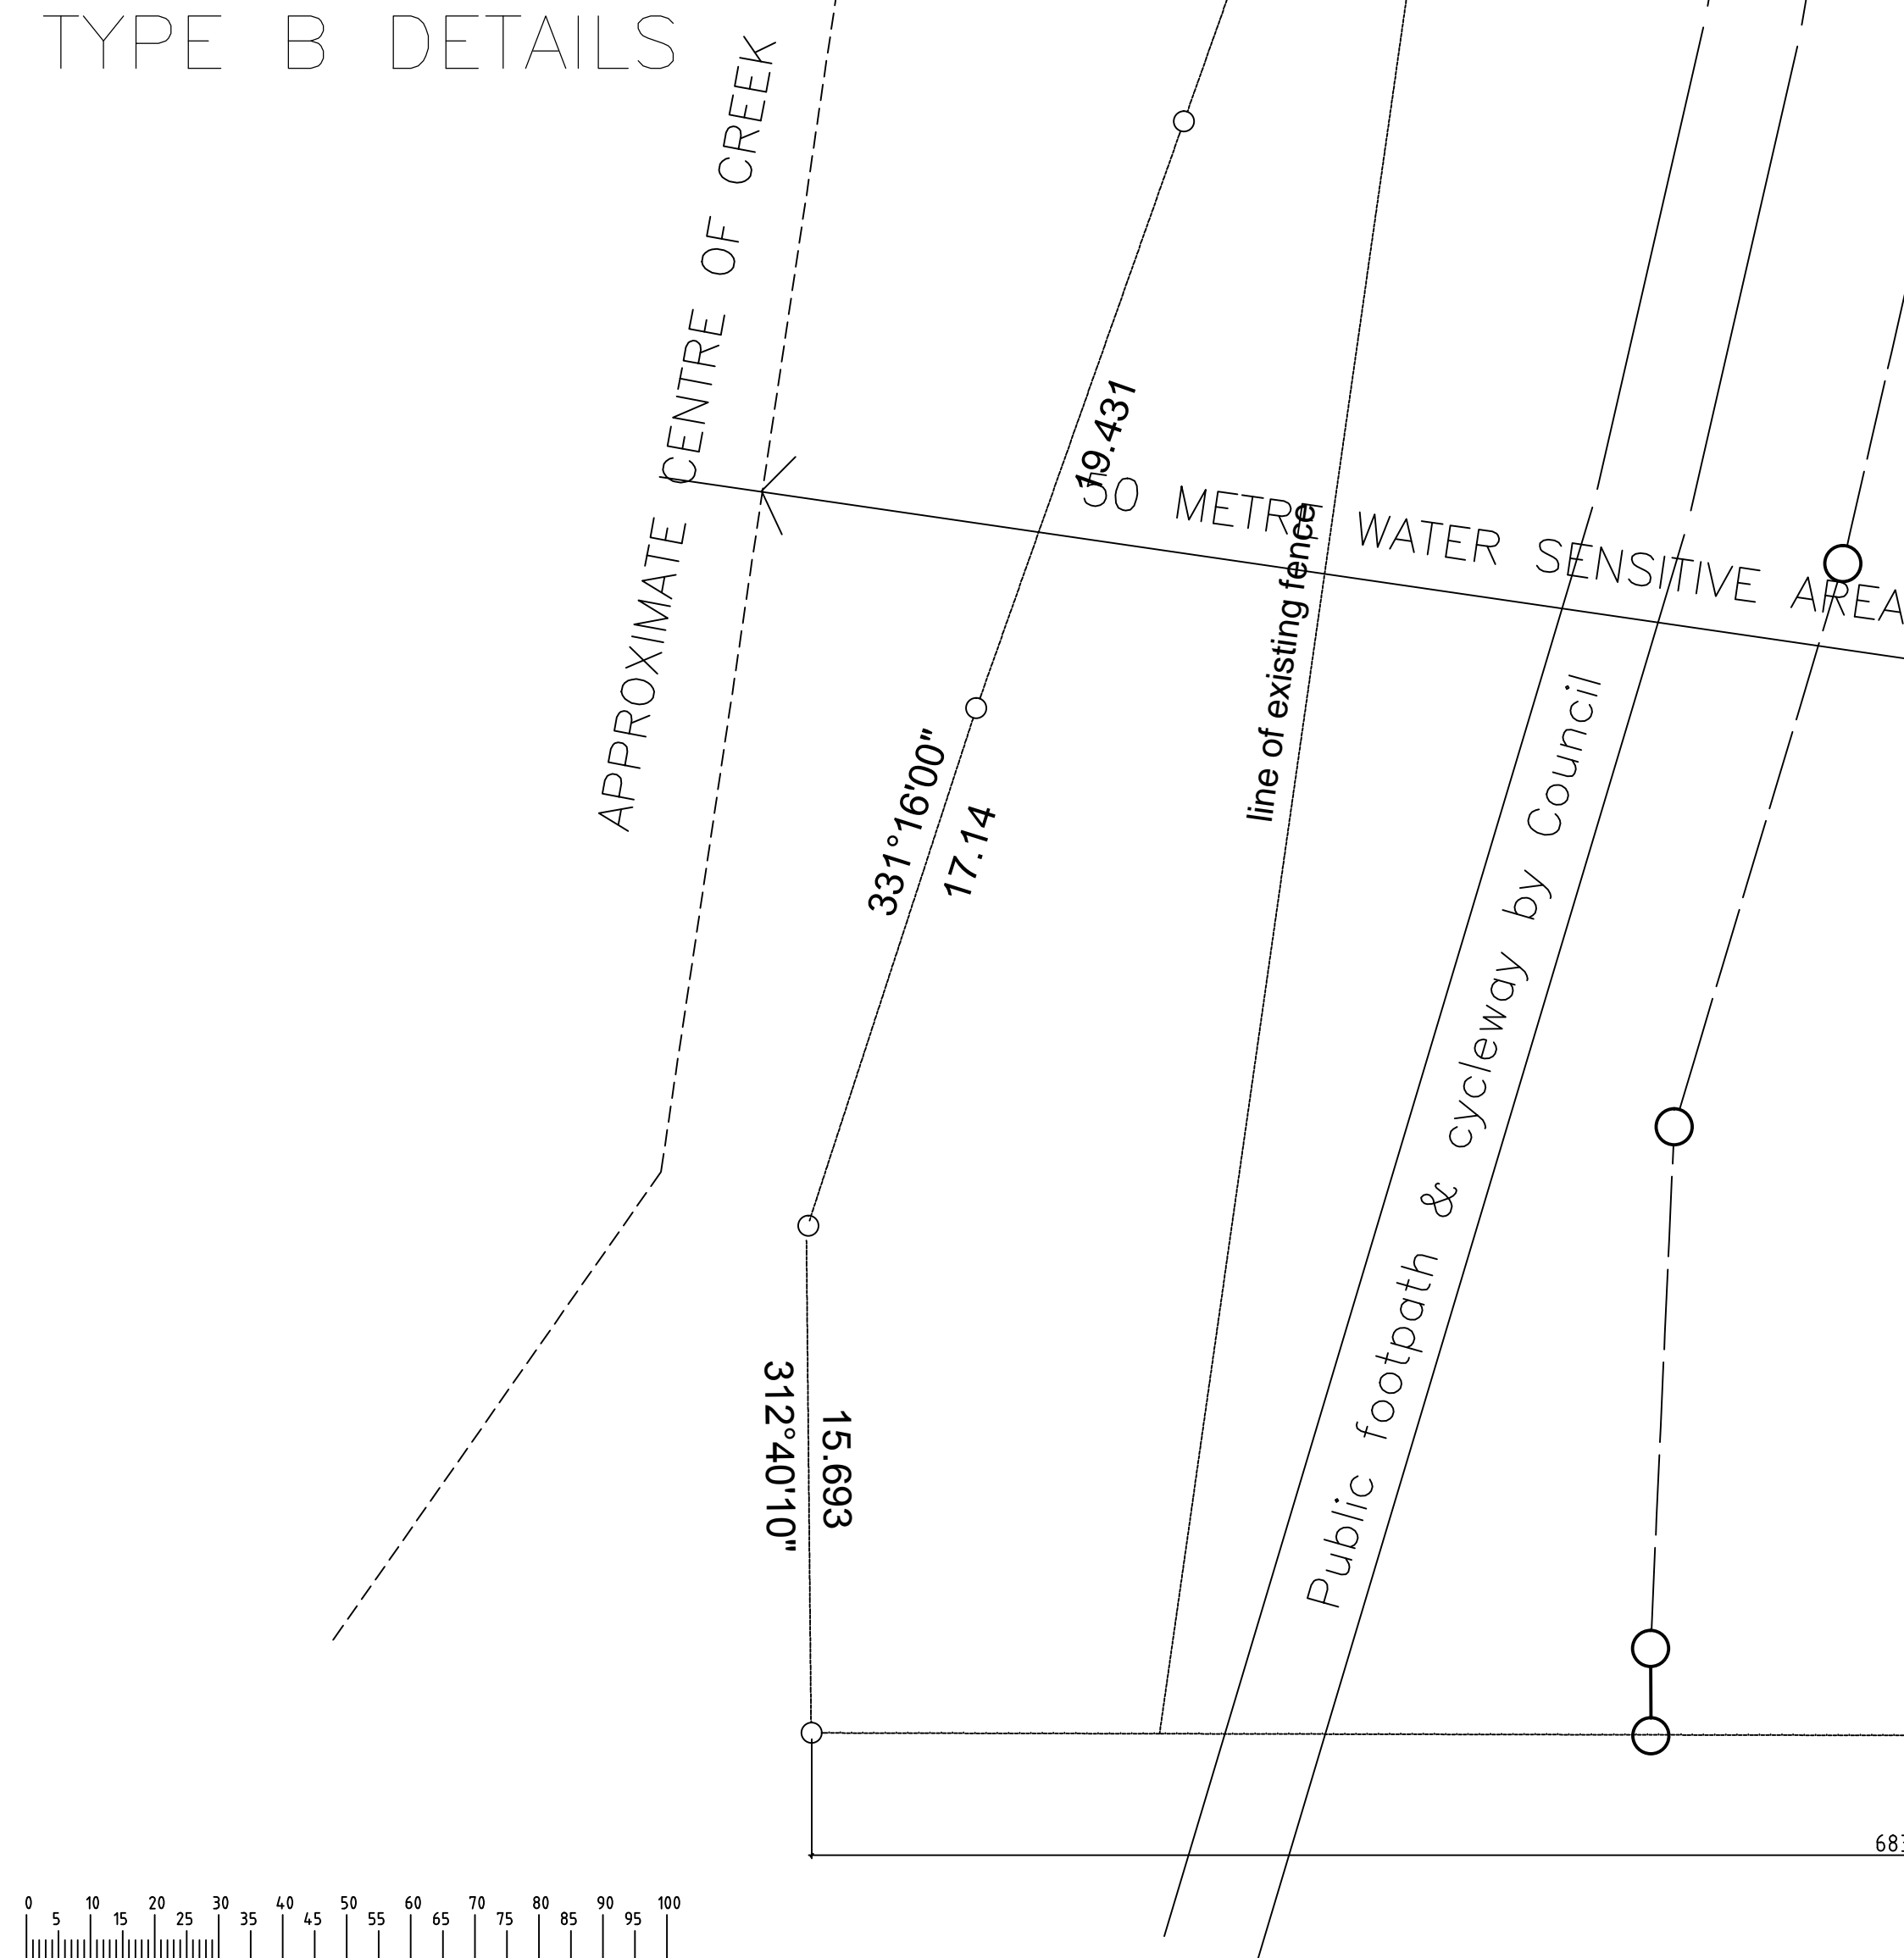 TYPE B DETAILS
APPROXIMATE CENTRE OF CREEK
19.431
50 METRE WATER SENSITIVE AREA
line of existing fence
331°16'00"
17.14
Public footpath & cycleway by Council
312°40'10"
15.693
0 10 20 30 40 50 60 70 80 90 100
5 15 25 35 45 55 65 75 85 95